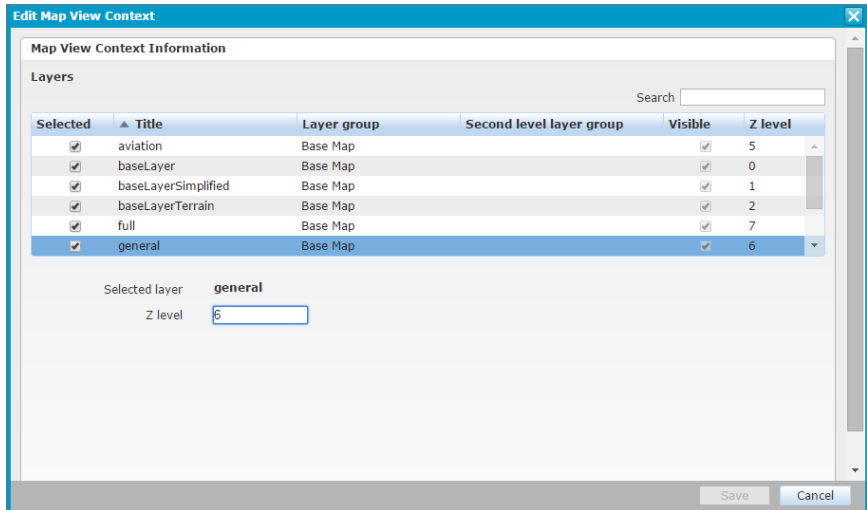 Edit Map View Context
Map View Context Information
Layers
Search
Selected Title Layer group Second level layer group Visible Z level
aviation Base Map 5
baseLayer Base Map 0
baseLayerSimplified Base Map 1
baseLayerTerrain Base Map 2
full Base Map 7
general Base Map 6
Selected layer general
Z level 6
Save Cancel